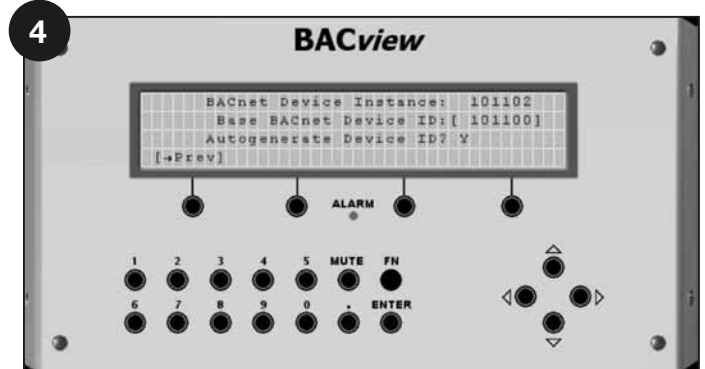 4
BACview
BACnet Device Instance: 101102
Base BACnet Device ID:[ 101100]
Autogenerate Device ID? Y
[→Prev]
ALARM
1 2 3 4 5 MUTE FN
6 7 8 9 0 . ENTER